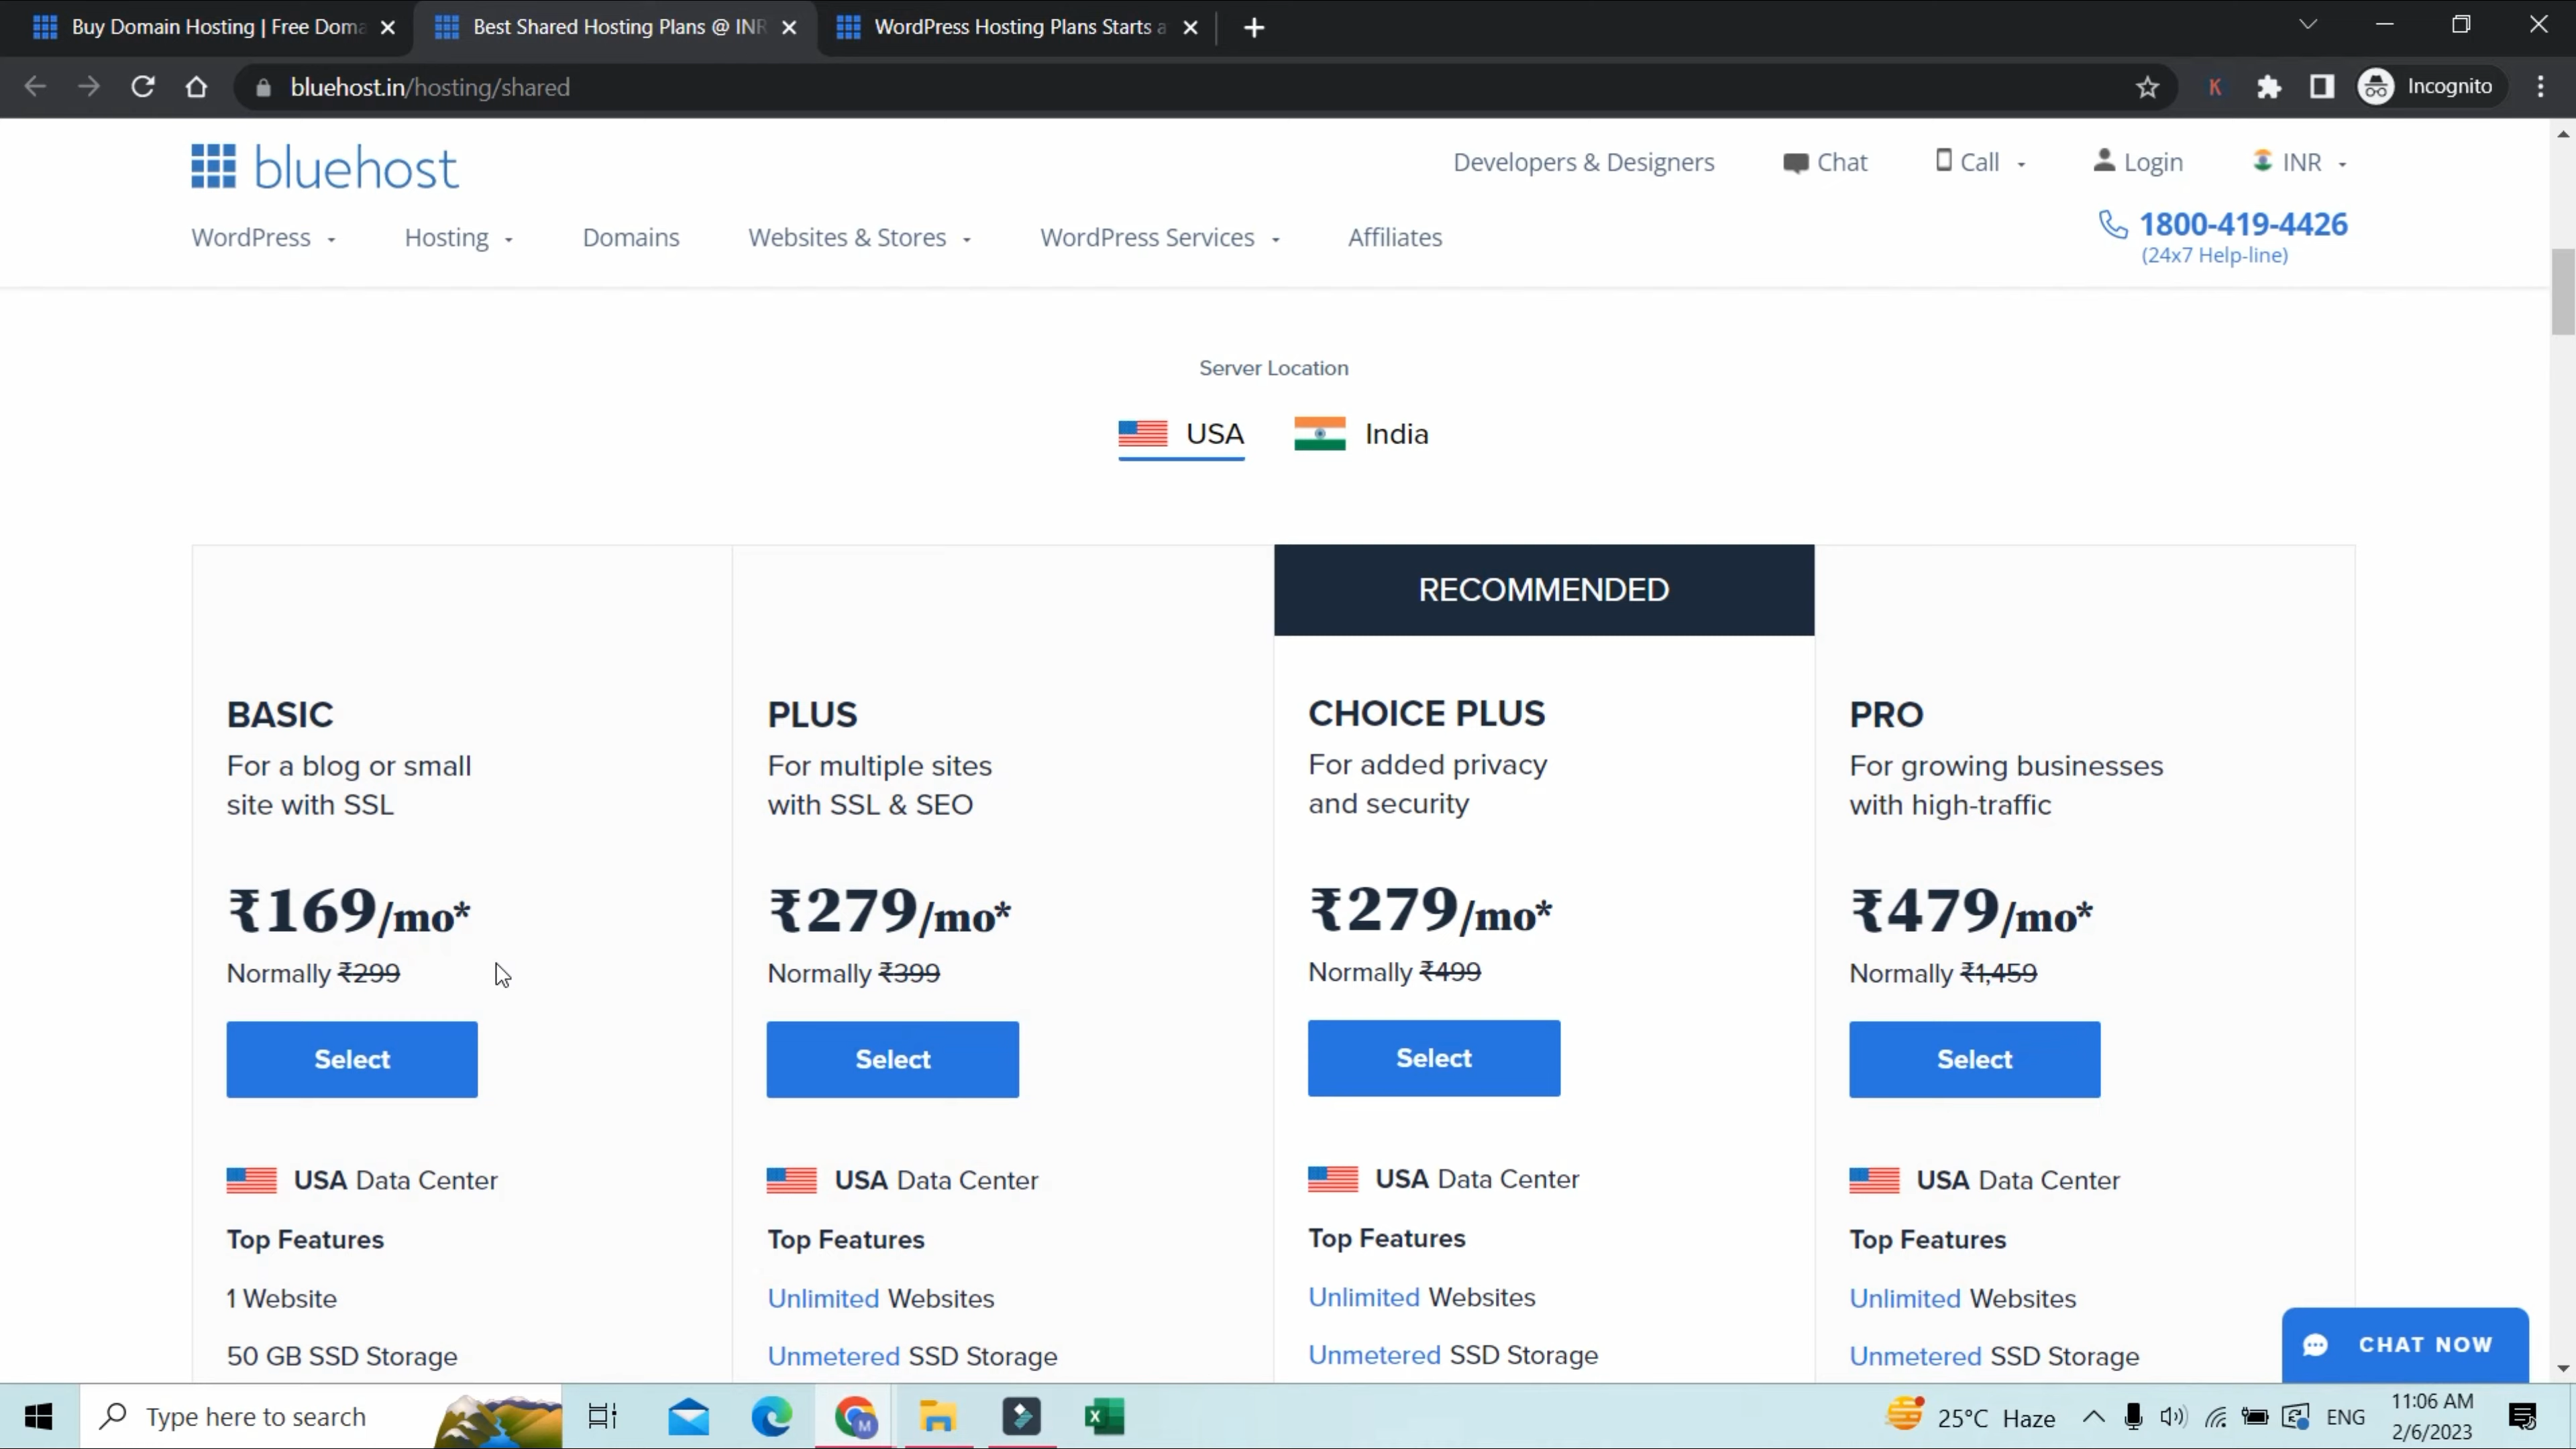 Buy Domain Hosting | Free Doma
Best Shared Hosting Plans @ INR
WordPress Hosting Plans Starts a
bluehost.in/hosting/shared
K
Incognito
bluehost
Developers & Designers
Chat
Call
Login
INR
WordPress
Hosting
Domains
Websites & Stores
WordPress Services
Affiliates
1800-419-4426
(24x7 Help-line)
Server Location
USA
India
RECOMMENDED
BASIC
For a blog or small
site with SSL
₹169/mo*
Normally ₹299
Select
USA Data Center
Top Features
1 Website
50 GB SSD Storage
PLUS
For multiple sites
with SSL & SEO
₹279/mo*
Normally ₹399
Select
USA Data Center
Top Features
Unlimited Websites
Unmetered SSD Storage
CHOICE PLUS
For added privacy
and security
₹279/mo*
Normally ₹499
Select
USA Data Center
Top Features
Unlimited Websites
Unmetered SSD Storage
PRO
For growing businesses
with high-traffic
₹479/mo*
Normally ₹1,459
Select
USA Data Center
Top Features
Unlimited Websites
Unmetered SSD Storage
CHAT NOW
Type here to search
M
X
25°C Haze
ENG
11:06 AM
2/6/2023